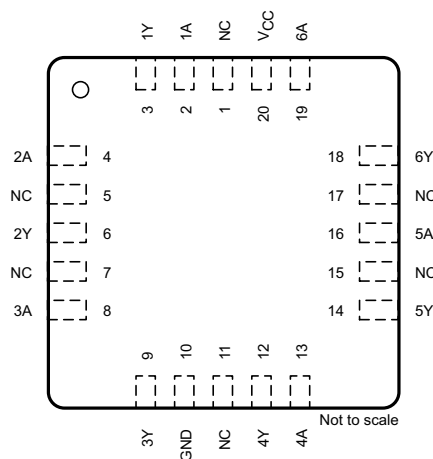 1Y 1A NC VCC 6A
3 2 1 20 19
2A 4 18 6Y
NC 5 17 NC
2Y 6 16 5A
NC 7 15 NC
3A 8 14 5Y
9 10 11 12 13
Not to scale
3Y GND NC 4Y 4A